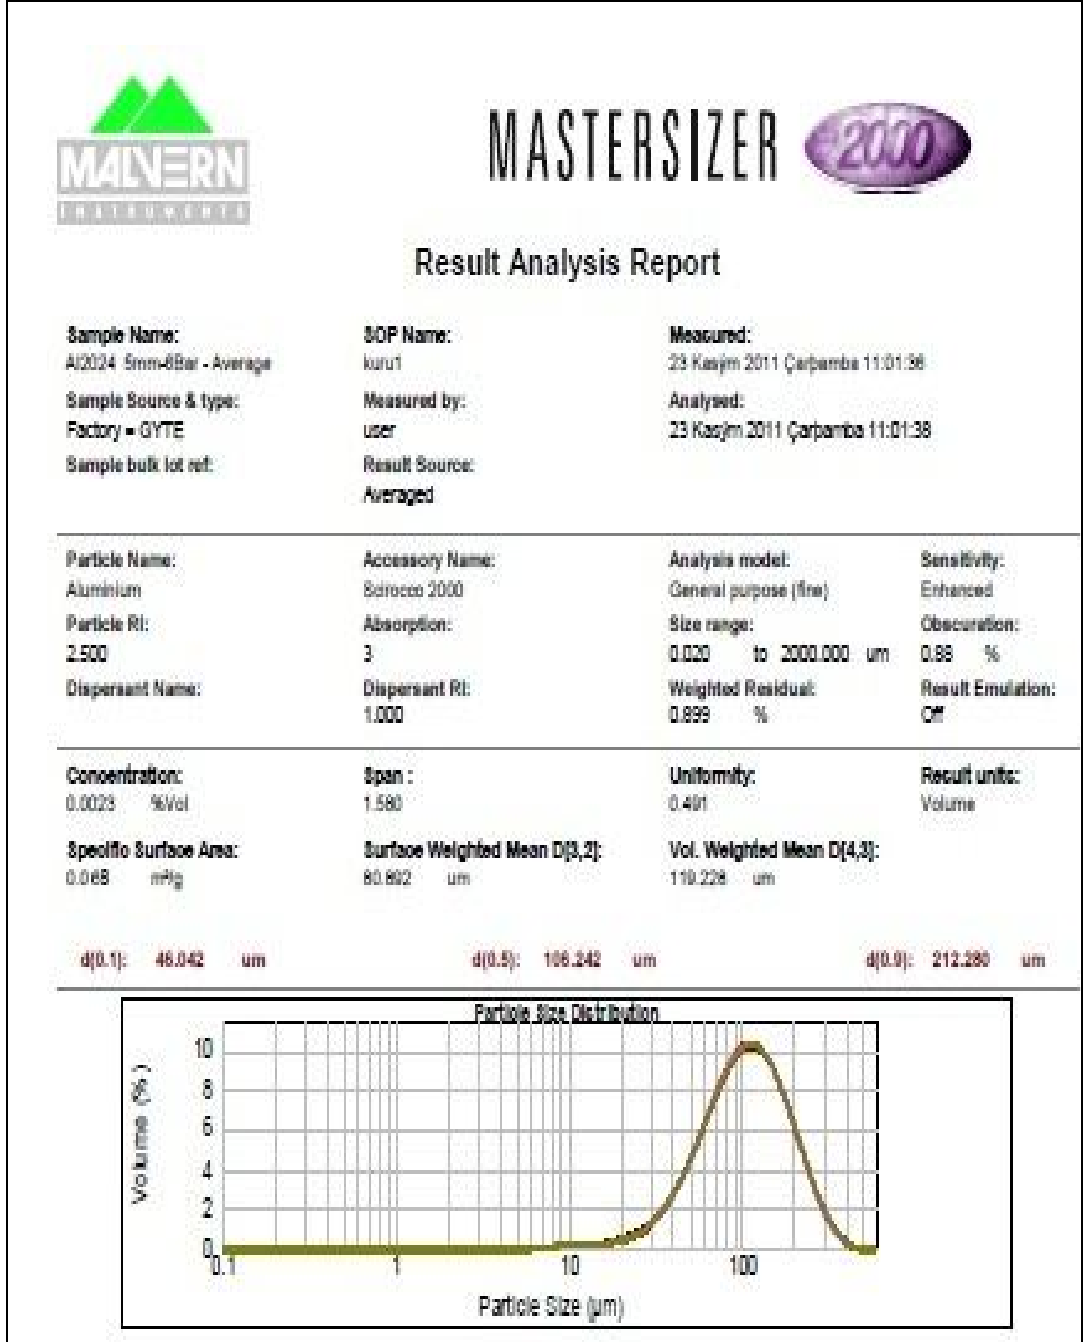 MALVERN
INSTRUMENTS
MASTERSIZER 2000
Result Analysis Report
Sample Name: SOP Name: Measured:
Al2024 5mm-6Bar - Average kuru1 23 Kasım 2011 Çarþamba 11:01:36
Sample Source & type: Measured by: Analysed:
Factory = GYTE user 23 Kasım 2011 Çarþamba 11:01:38
Sample bulk lot ref: Result Source:
Averaged
Particle Name: Accessory Name: Analysis model: Sensitivity:
Aluminium Scirocco 2000 General purpose (fine) Enhanced
Particle RI: Absorption: Size range: Obscuration:
2.500 3 0.020 to 2000.000 um 0.88 %
Dispersant Name: Dispersant RI: Weighted Residual: Result Emulation:
1.000 0.899 % Off
Concentration: Span : Uniformity: Result units:
0.0023 %Vol 1.580 0.491 Volume
Specific Surface Area: Surface Weighted Mean D[3,2]: Vol. Weighted Mean D[4,3]:
m²/g um 119.228 um
d(0.1): 46.042 um d(0.5): 106.242 um d(0.9): 212.280 um
Particle Size Distribution
Volume (%)
10
8
6
4
2
0
0.1 1 10 100
Particle Size (µm)